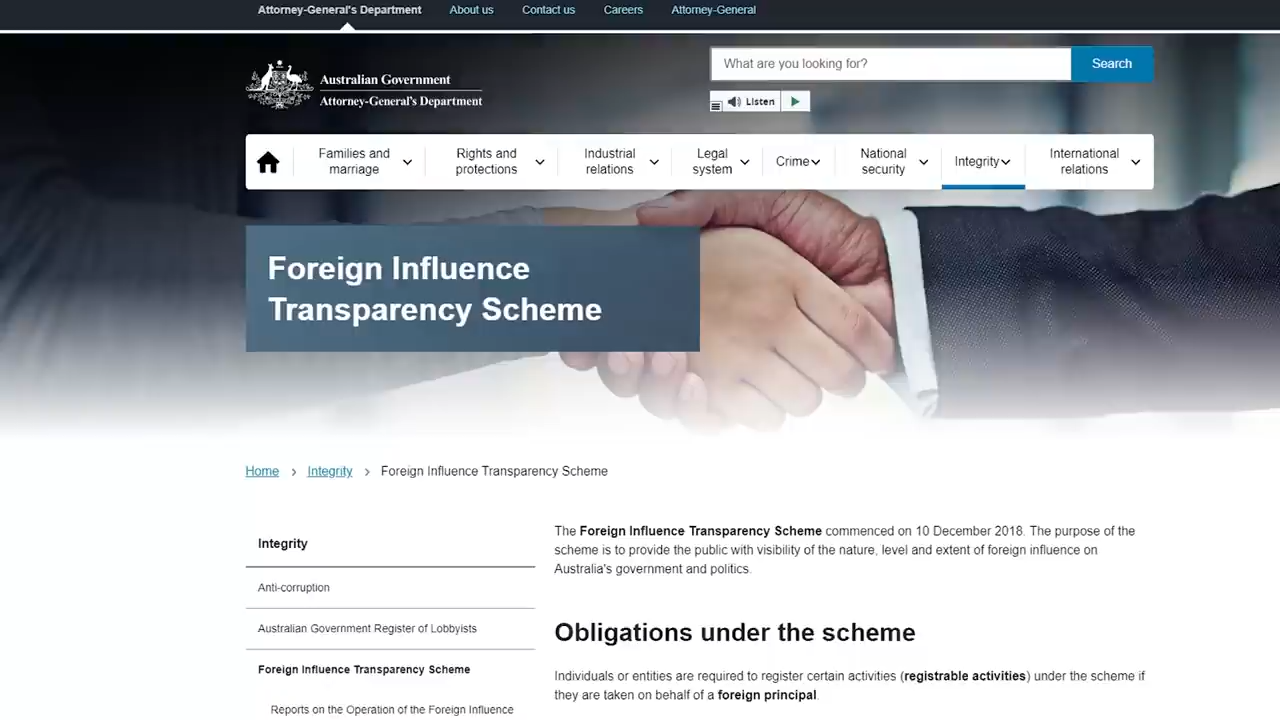 Attorney-General's Department About us Contact us Careers Attorney-General
What are you looking for? Search
Australian Government
Attorney-General's Department
Listen
Families and marriage
Rights and protections
Industrial relations
Legal system
Crime
National security
Integrity
International relations
Foreign Influence
Transparency Scheme
Home > Integrity > Foreign Influence Transparency Scheme
Integrity
Anti-corruption
Australian Government Register of Lobbyists
Foreign Influence Transparency Scheme
Reports on the Operation of the Foreign Influence
The Foreign Influence Transparency Scheme commenced on 10 December 2018. The purpose of the
scheme is to provide the public with visibility of the nature, level and extent of foreign influence on
Australia's government and politics.
Obligations under the scheme
Individuals or entities are required to register certain activities (registrable activities) under the scheme if
they are taken on behalf of a foreign principal.